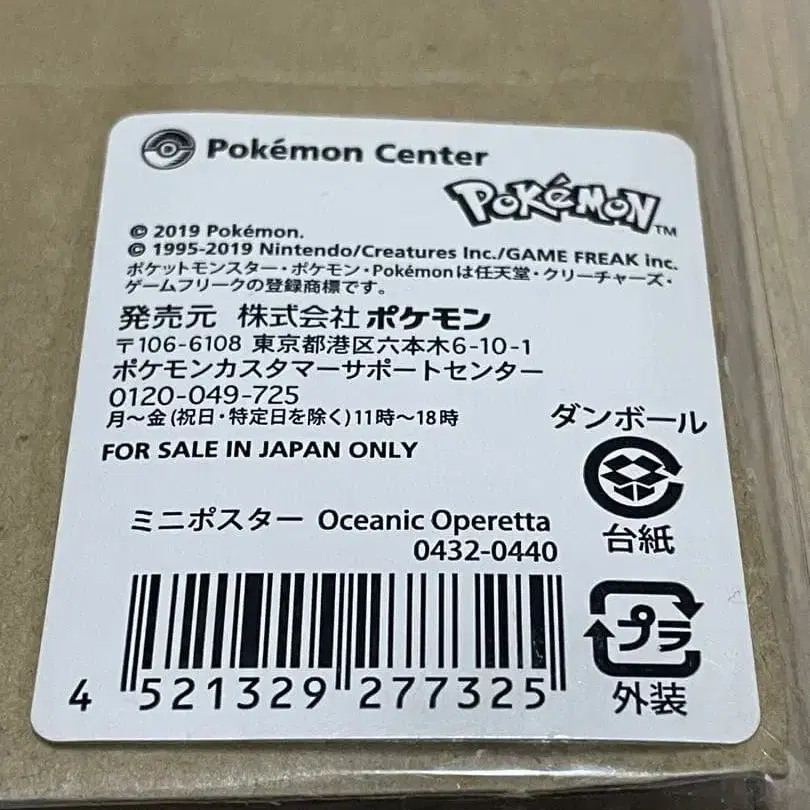 Pokémon Center
POKéMON™
© 2019 Pokémon.
© 1995-2019 Nintendo/Creatures Inc./GAME FREAK inc.
ポケットモンスター・ポケモン・Pokémonは任天堂・クリーチャーズ・
ゲームフリークの登録商標です。
発売元 株式会社ポケモン
〒106-6108 東京都港区六本木6-10-1
ポケモンカスタマーサポートセンター
0120-049-725
月〜金(祝日・特定日を除く)11時〜18時
FOR SALE IN JAPAN ONLY
ダンボール
台紙
ミニポスター Oceanic Operetta
0432-0440
4 521329 277325
プラ
外装